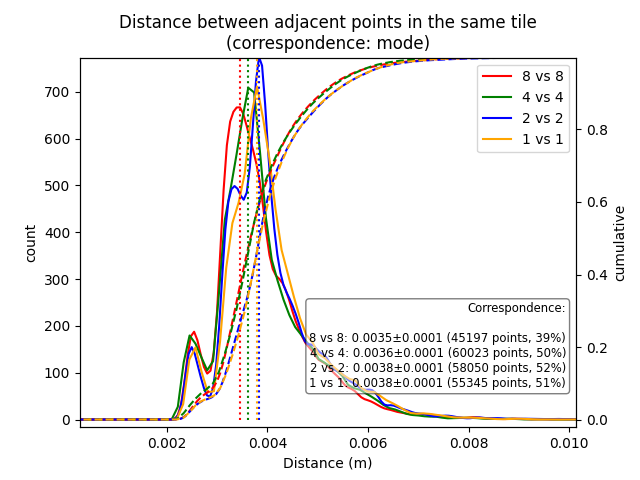 Distance between adjacent points in the same tile
(correspondence: mode)
8 vs 8
4 vs 4
2 vs 2
1 vs 1
700
600
500
400
300
200
100
0
count
0.8
0.6
0.4
0.2
0.0
cumulative
Correspondence:
8 vs 8: 0.0035±0.0001 (45197 points, 39%)
4 vs 4: 0.0036±0.0001 (60023 points, 50%)
2 vs 2: 0.0038±0.0001 (58050 points, 52%)
1 vs 1: 0.0038±0.0001 (55345 points, 51%)
0.002 0.004 0.006 0.008 0.010
Distance (m)